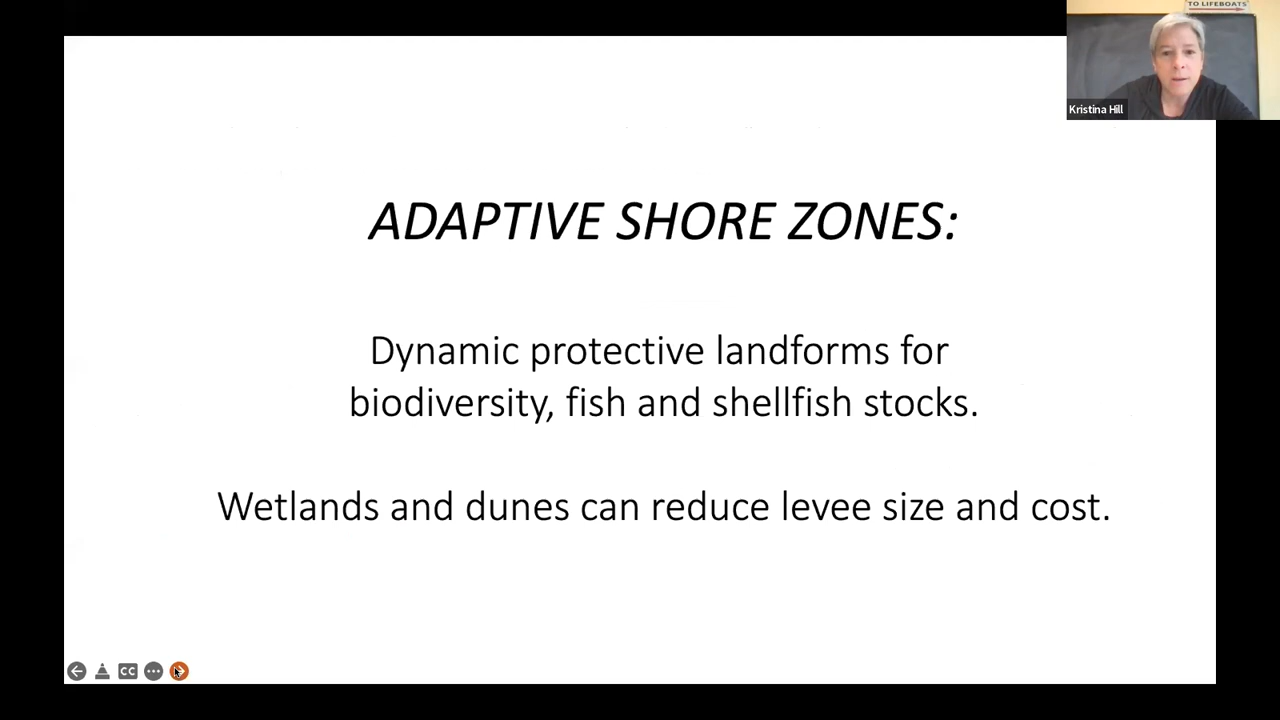 TO LIFEBOATS
Kristina Hill
ADAPTIVE SHORE ZONES:
Dynamic protective landforms for
biodiversity, fish and shellfish stocks.
Wetlands and dunes can reduce levee size and cost.
CC